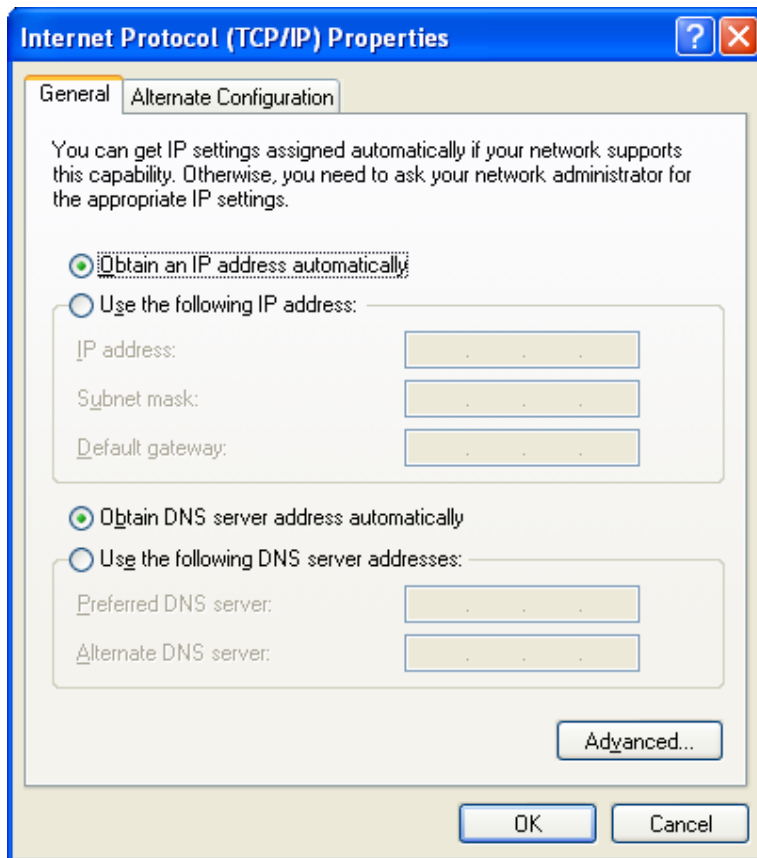 Internet Protocol (TCP/IP) Properties
General
Alternate Configuration
You can get IP settings assigned automatically if your network supports
this capability. Otherwise, you need to ask your network administrator for
the appropriate IP settings.
Obtain an IP address automatically
Use the following IP address:
IP address:
Subnet mask:
Default gateway:
Obtain DNS server address automatically
Use the following DNS server addresses:
Preferred DNS server:
Alternate DNS server:
Advanced...
OK
Cancel